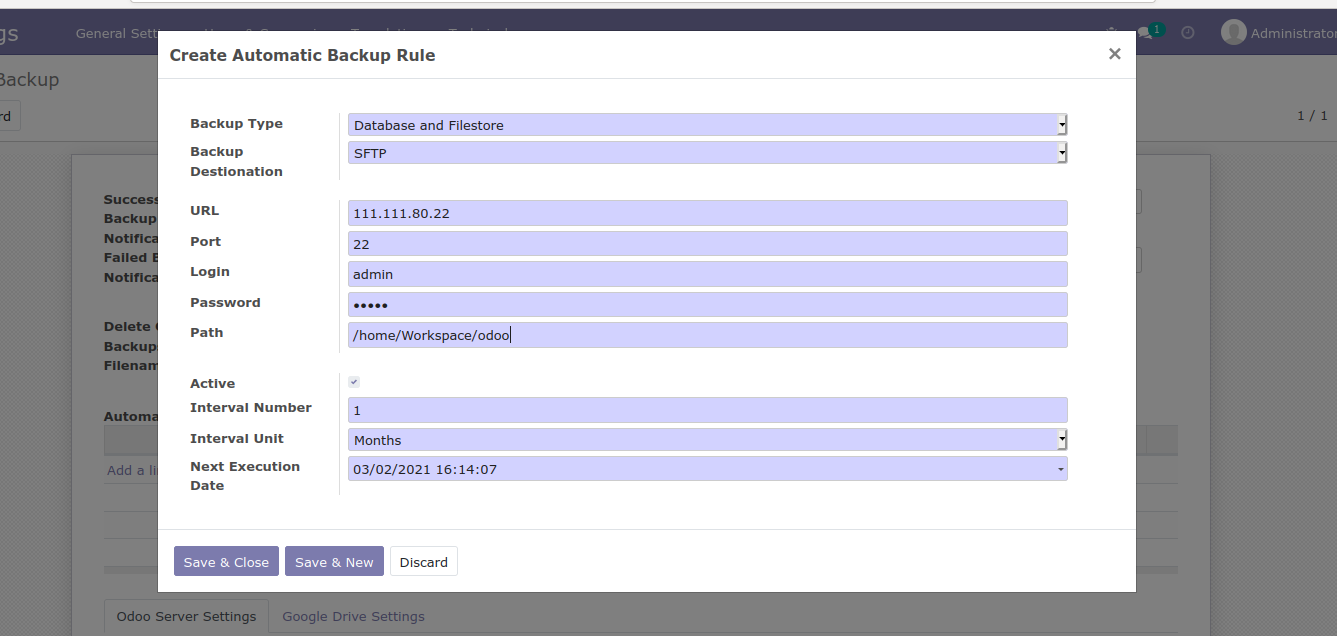 gs General Sett 1 Administrator
Create Automatic Backup Rule ×
Backup
rd 1 / 1
Backup Type Database and Filestore
Backup Destionation SFTP
URL 111.111.80.22
Port 22
Login admin
Password •••••
Path /home/Workspace/odoo
Active
Interval Number 1
Interval Unit Months
Next Execution Date 03/02/2021 16:14:07
Success
Backup
Notifica
Failed B
Notifica
Delete
Backup
Filenam
Automa
Add a li
Save & Close Save & New Discard
Odoo Server Settings Google Drive Settings